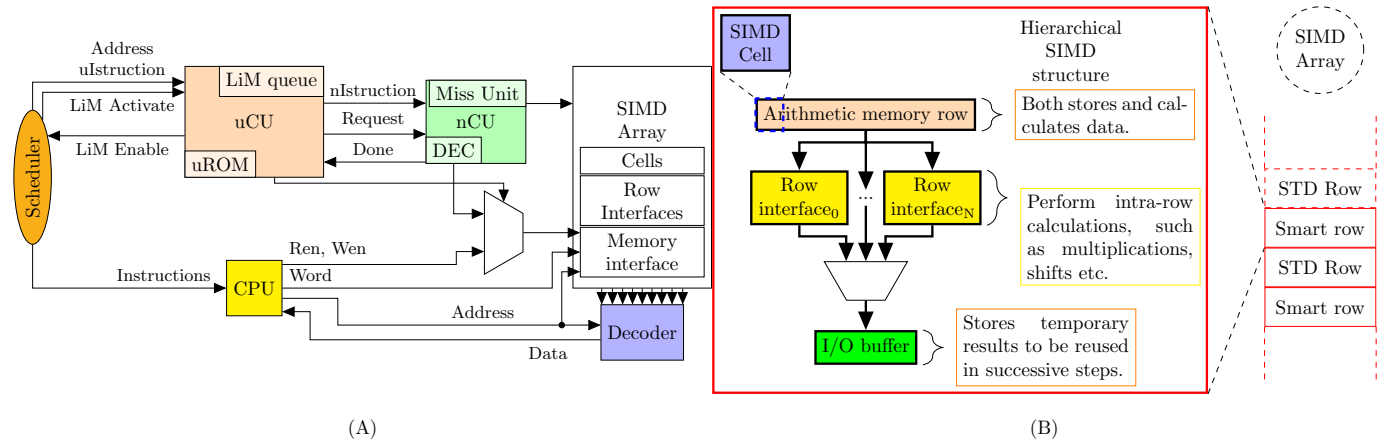 Address
uIstruction
LiM Activate
LiM Enable
Scheduler
LiM queue
uCU
uROM
nIstruction
Request
Done
Miss Unit
nCU
DEC
SIMD
Array
Cells
Row
Interfaces
Memory
interface
Instructions
CPU
Ren, Wen
Word
Address
Data
Decoder
(A)
SIMD
Cell
Hierarchical
SIMD
structure
Arithmetic memory row
Both stores and cal-
culates data.
Row
interface0
...
Row
interfaceN
Perform intra-row
calculations, such
as multiplications,
shifts etc.
I/O buffer
Stores temporary
results to be reused
in successive steps.
(B)
SIMD
Array
STD Row
Smart row
STD Row
Smart row